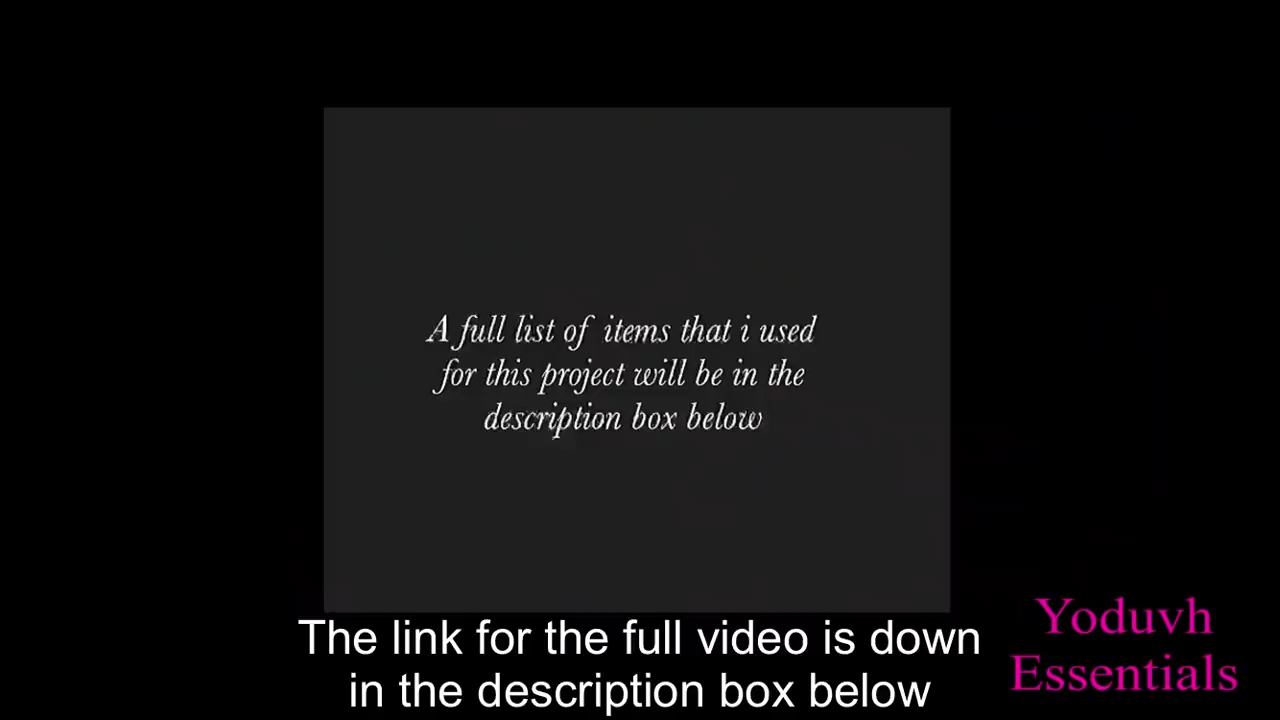 A full list of items that i used
for this project will be in the
description box below
The link for the full video is down
in the description box below
Yoduvh
Essentials